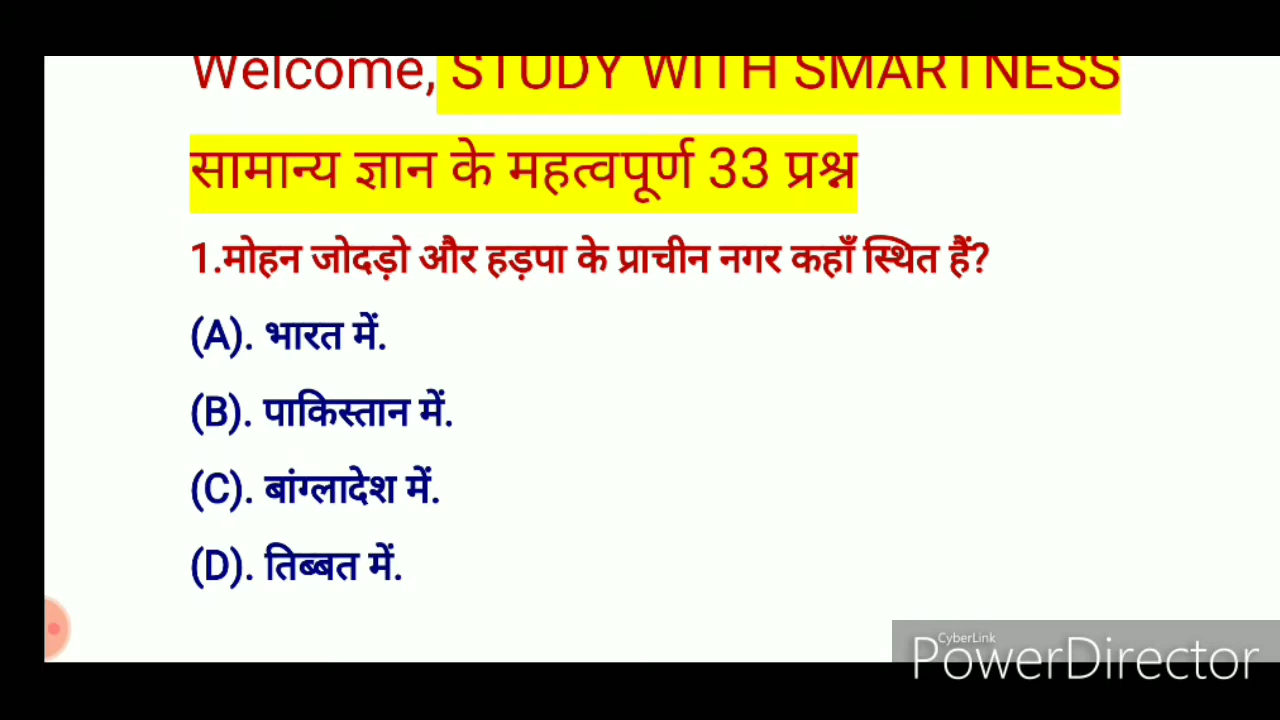 Welcome, STUDY WITH SMARTNESS
सामान्य ज्ञान के महत्वपूर्ण 33 प्रश्न
1.मोहन जोदड़ो और हड़पा के प्राचीन नगर कहाँ स्थित हैं?
(A). भारत में.
(B). पाकिस्तान में.
(C). बांग्लादेश में.
(D). तिब्बत में.
CyberLink
PowerDirector